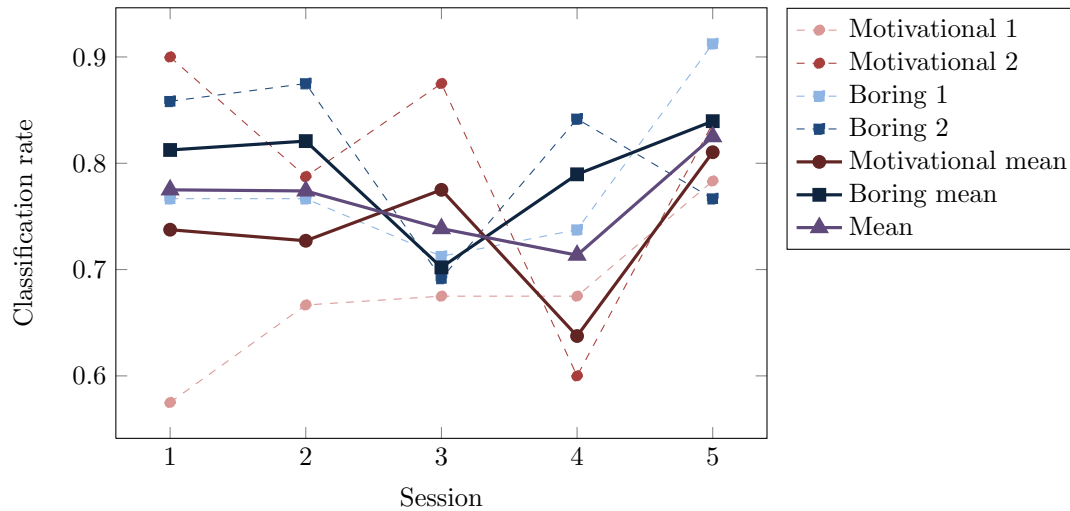 0.9
0.8
0.7
0.6
Classification rate
1 2 3 4 5
Session
Motivational 1
Motivational 2
Boring 1
Boring 2
Motivational mean
Boring mean
Mean